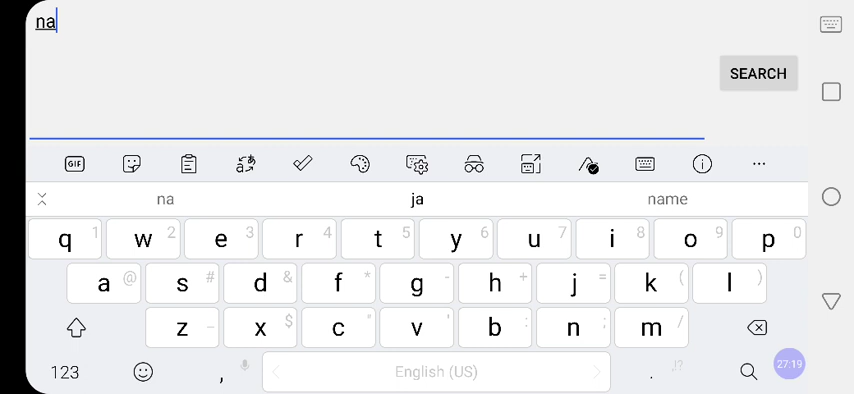 na
SEARCH
GIF
na ja name
q 1 w 2 e 3 r 4 t 5 y 6 u 7 i 8 o 9 p 0
a @ s # d & f * g - h + j = k ( l )
z _ x $ c " v ' b : n ; m /
123 , English (US) . ,!? 27:19